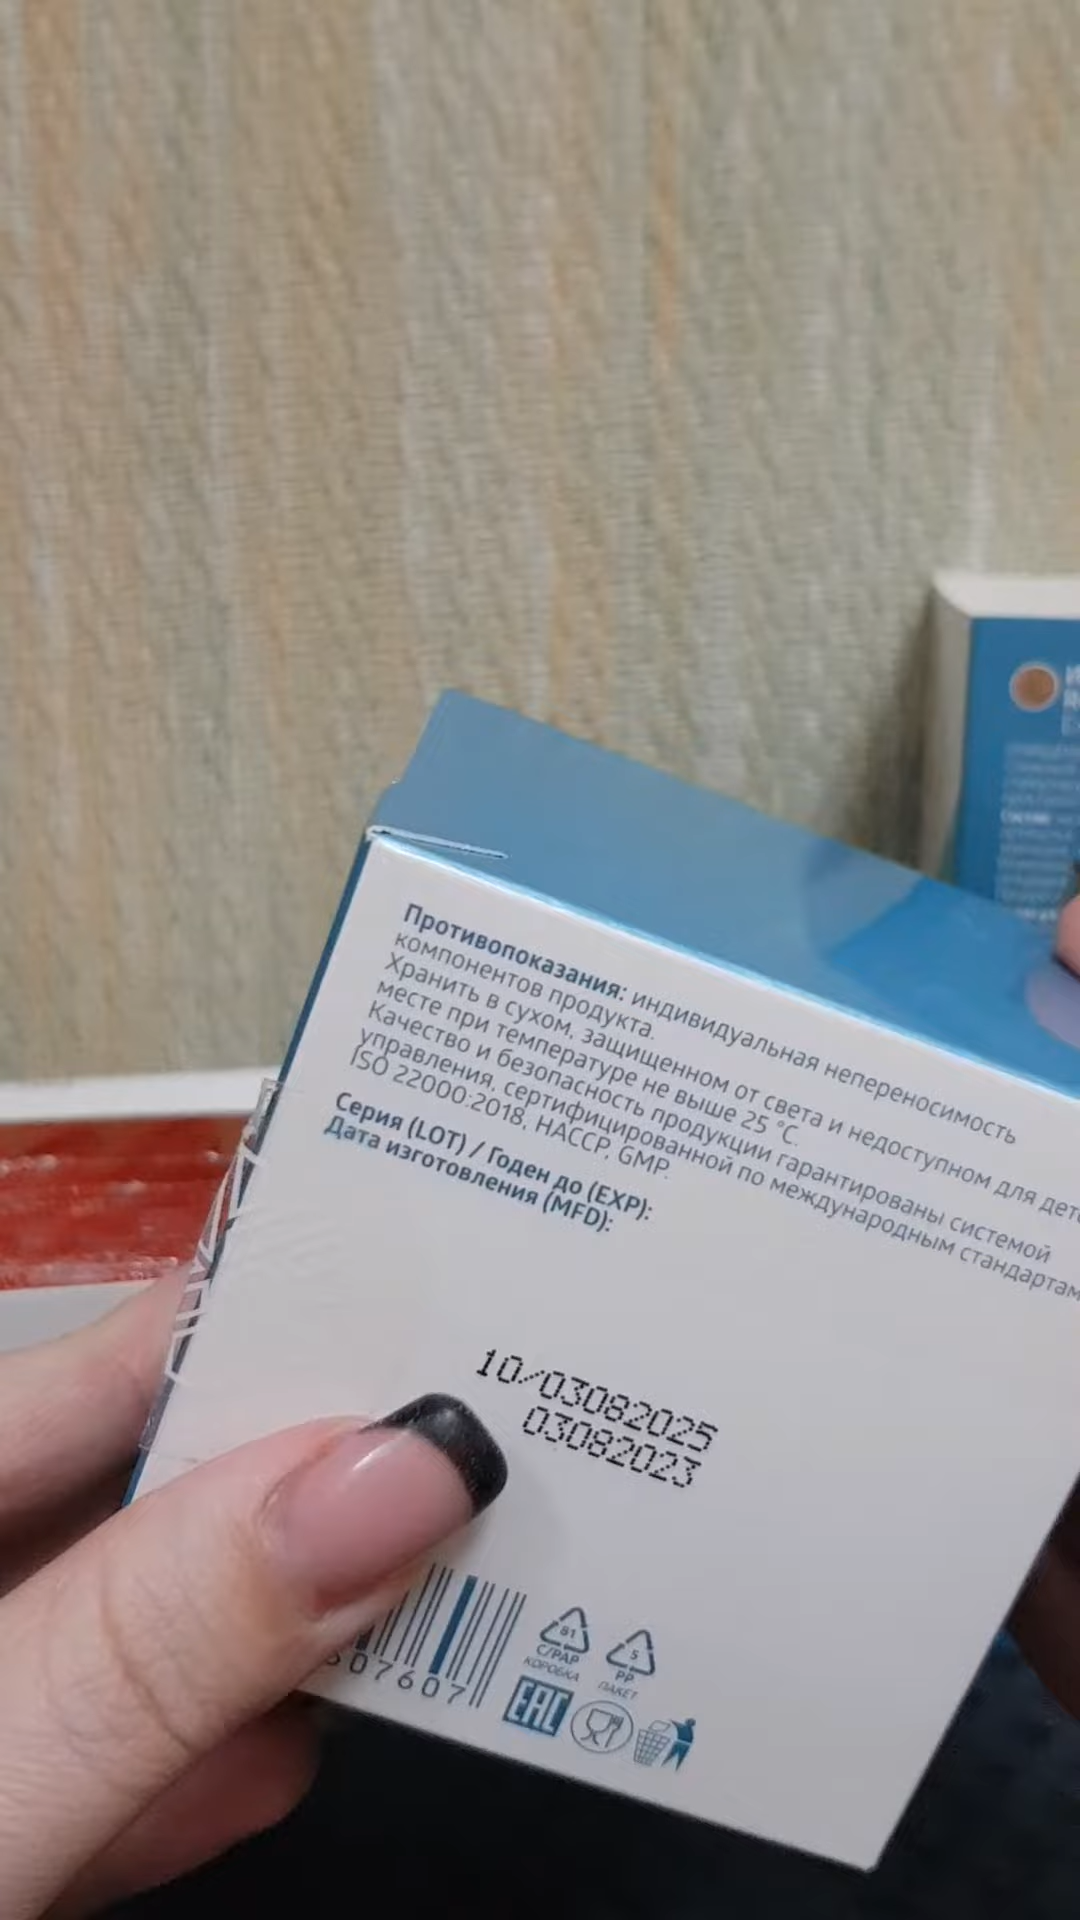 Противопоказания: индивидуальная непереносимость
компонентов продукта.
Хранить в сухом, защищенном от света и недоступном для
месте при температуре не выше 25 °C.
Качество и безопасность продукции гарантированы системой
управления, сертифицированной по международным стандартам
ISO 22000:2018, HACCP, GMP.
Серия (LOT) / Годен до (EXP):
Дата изготовления (MFD):
10/03082025
03082023
07607
81
C/PAP
КОРОБКА
5
PP
ПАКЕТ
EAC